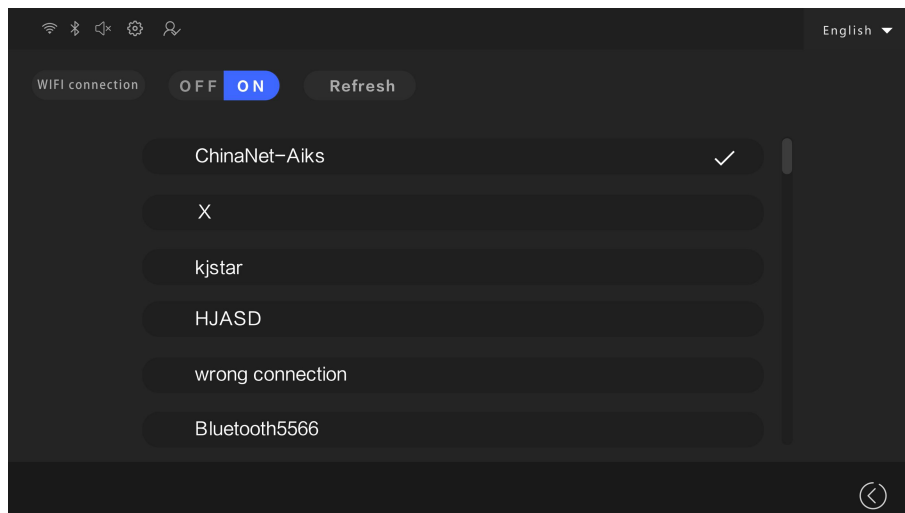 English
WIFI connection OFF ON Refresh
ChinaNet-Aiks
X
kjstar
HJASD
wrong connection
Bluetooth5566